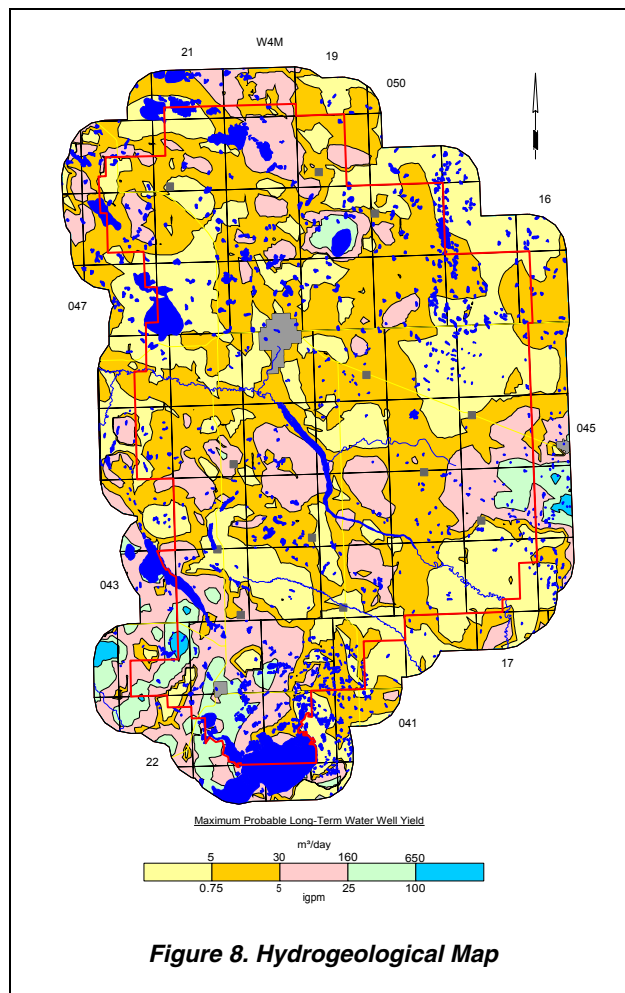 W4M
21
19
050
16
047
045
043
17
041
22
Maximum Probable Long-Term Water Well Yield
m³/day
5 30 160 650
0.75 5 25 100
igpm
Figure 8. Hydrogeological Map